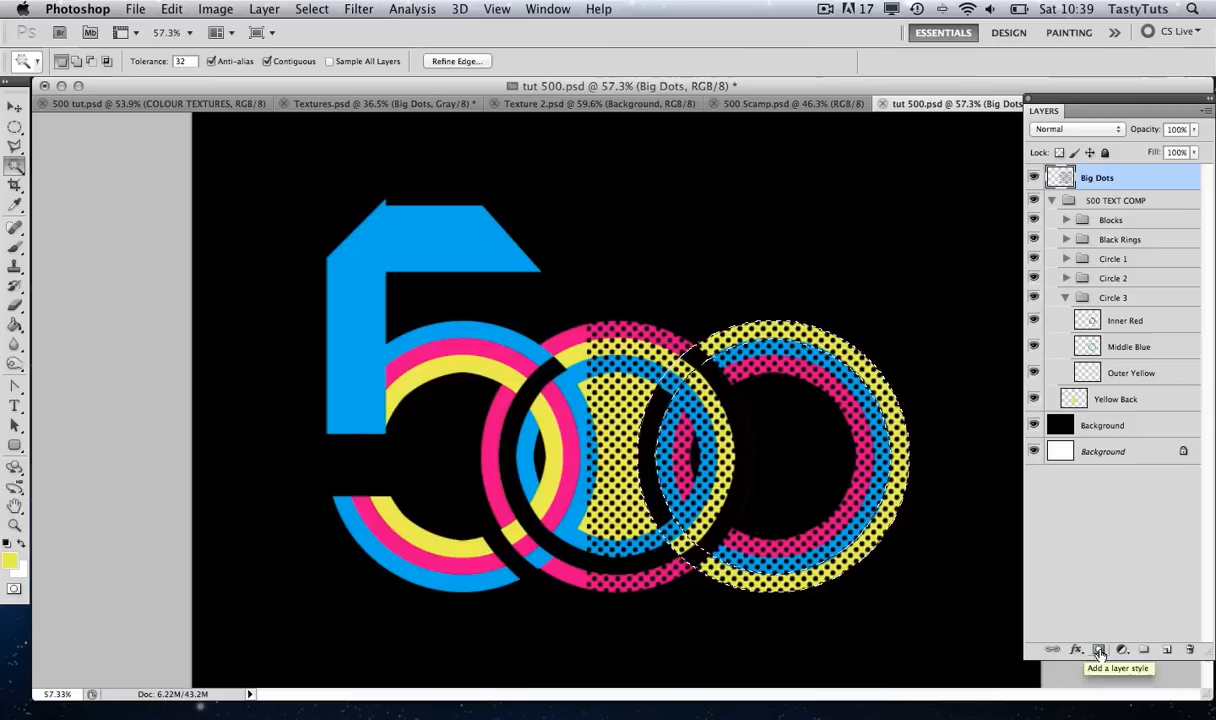 Photoshop File Edit Image Layer Select Filter Analysis 3D View Window Help 17 Sat 10:39 TastyTuts
Ps Br Mb 57.3% ESSENTIALS DESIGN PAINTING CS Live
Tolerance: 32 Anti-alias Contiguous Sample All Layers Refine Edge...
tut 500.psd @ 57.3% (Big Dots, RGB/8) *
500 tut.psd @ 53.9% (COLOUR TEXTURES, RGB/8) Textures.psd @ 36.5% (Big Dots, Gray/8) * Texture 2.psd @ 59.6% (Background, RGB/8) 500 Scamp.psd @ 46.3% (RGB/8) tut 500.psd @ 57.3% (Big Dots
LAYERS
Normal Opacity: 100%
Lock: Fill: 100%
Big Dots
500 TEXT COMP
Blocks
Black Rings
Circle 1
Circle 2
Circle 3
Inner Red
Middle Blue
Outer Yellow
Yellow Back
Background
Background
500
fx
Add a layer style
57.33% Doc: 6.22M/43.2M